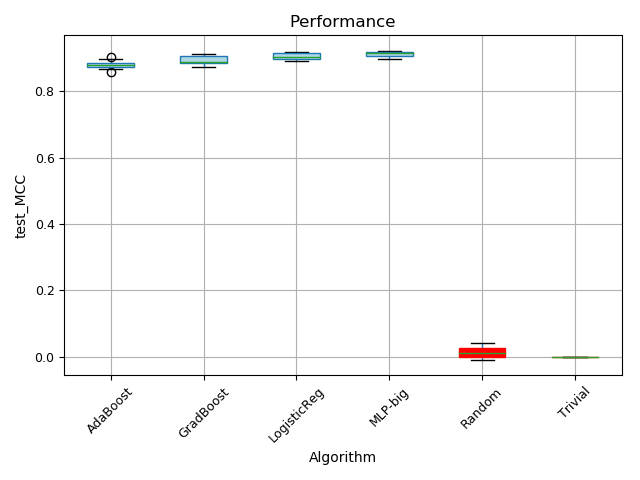 Performance
test_MCC
0.8
0.6
0.4
0.2
0.0
AdaBoost
GradBoost
LogisticReg
MLP-big
Random
Trivial
Algorithm